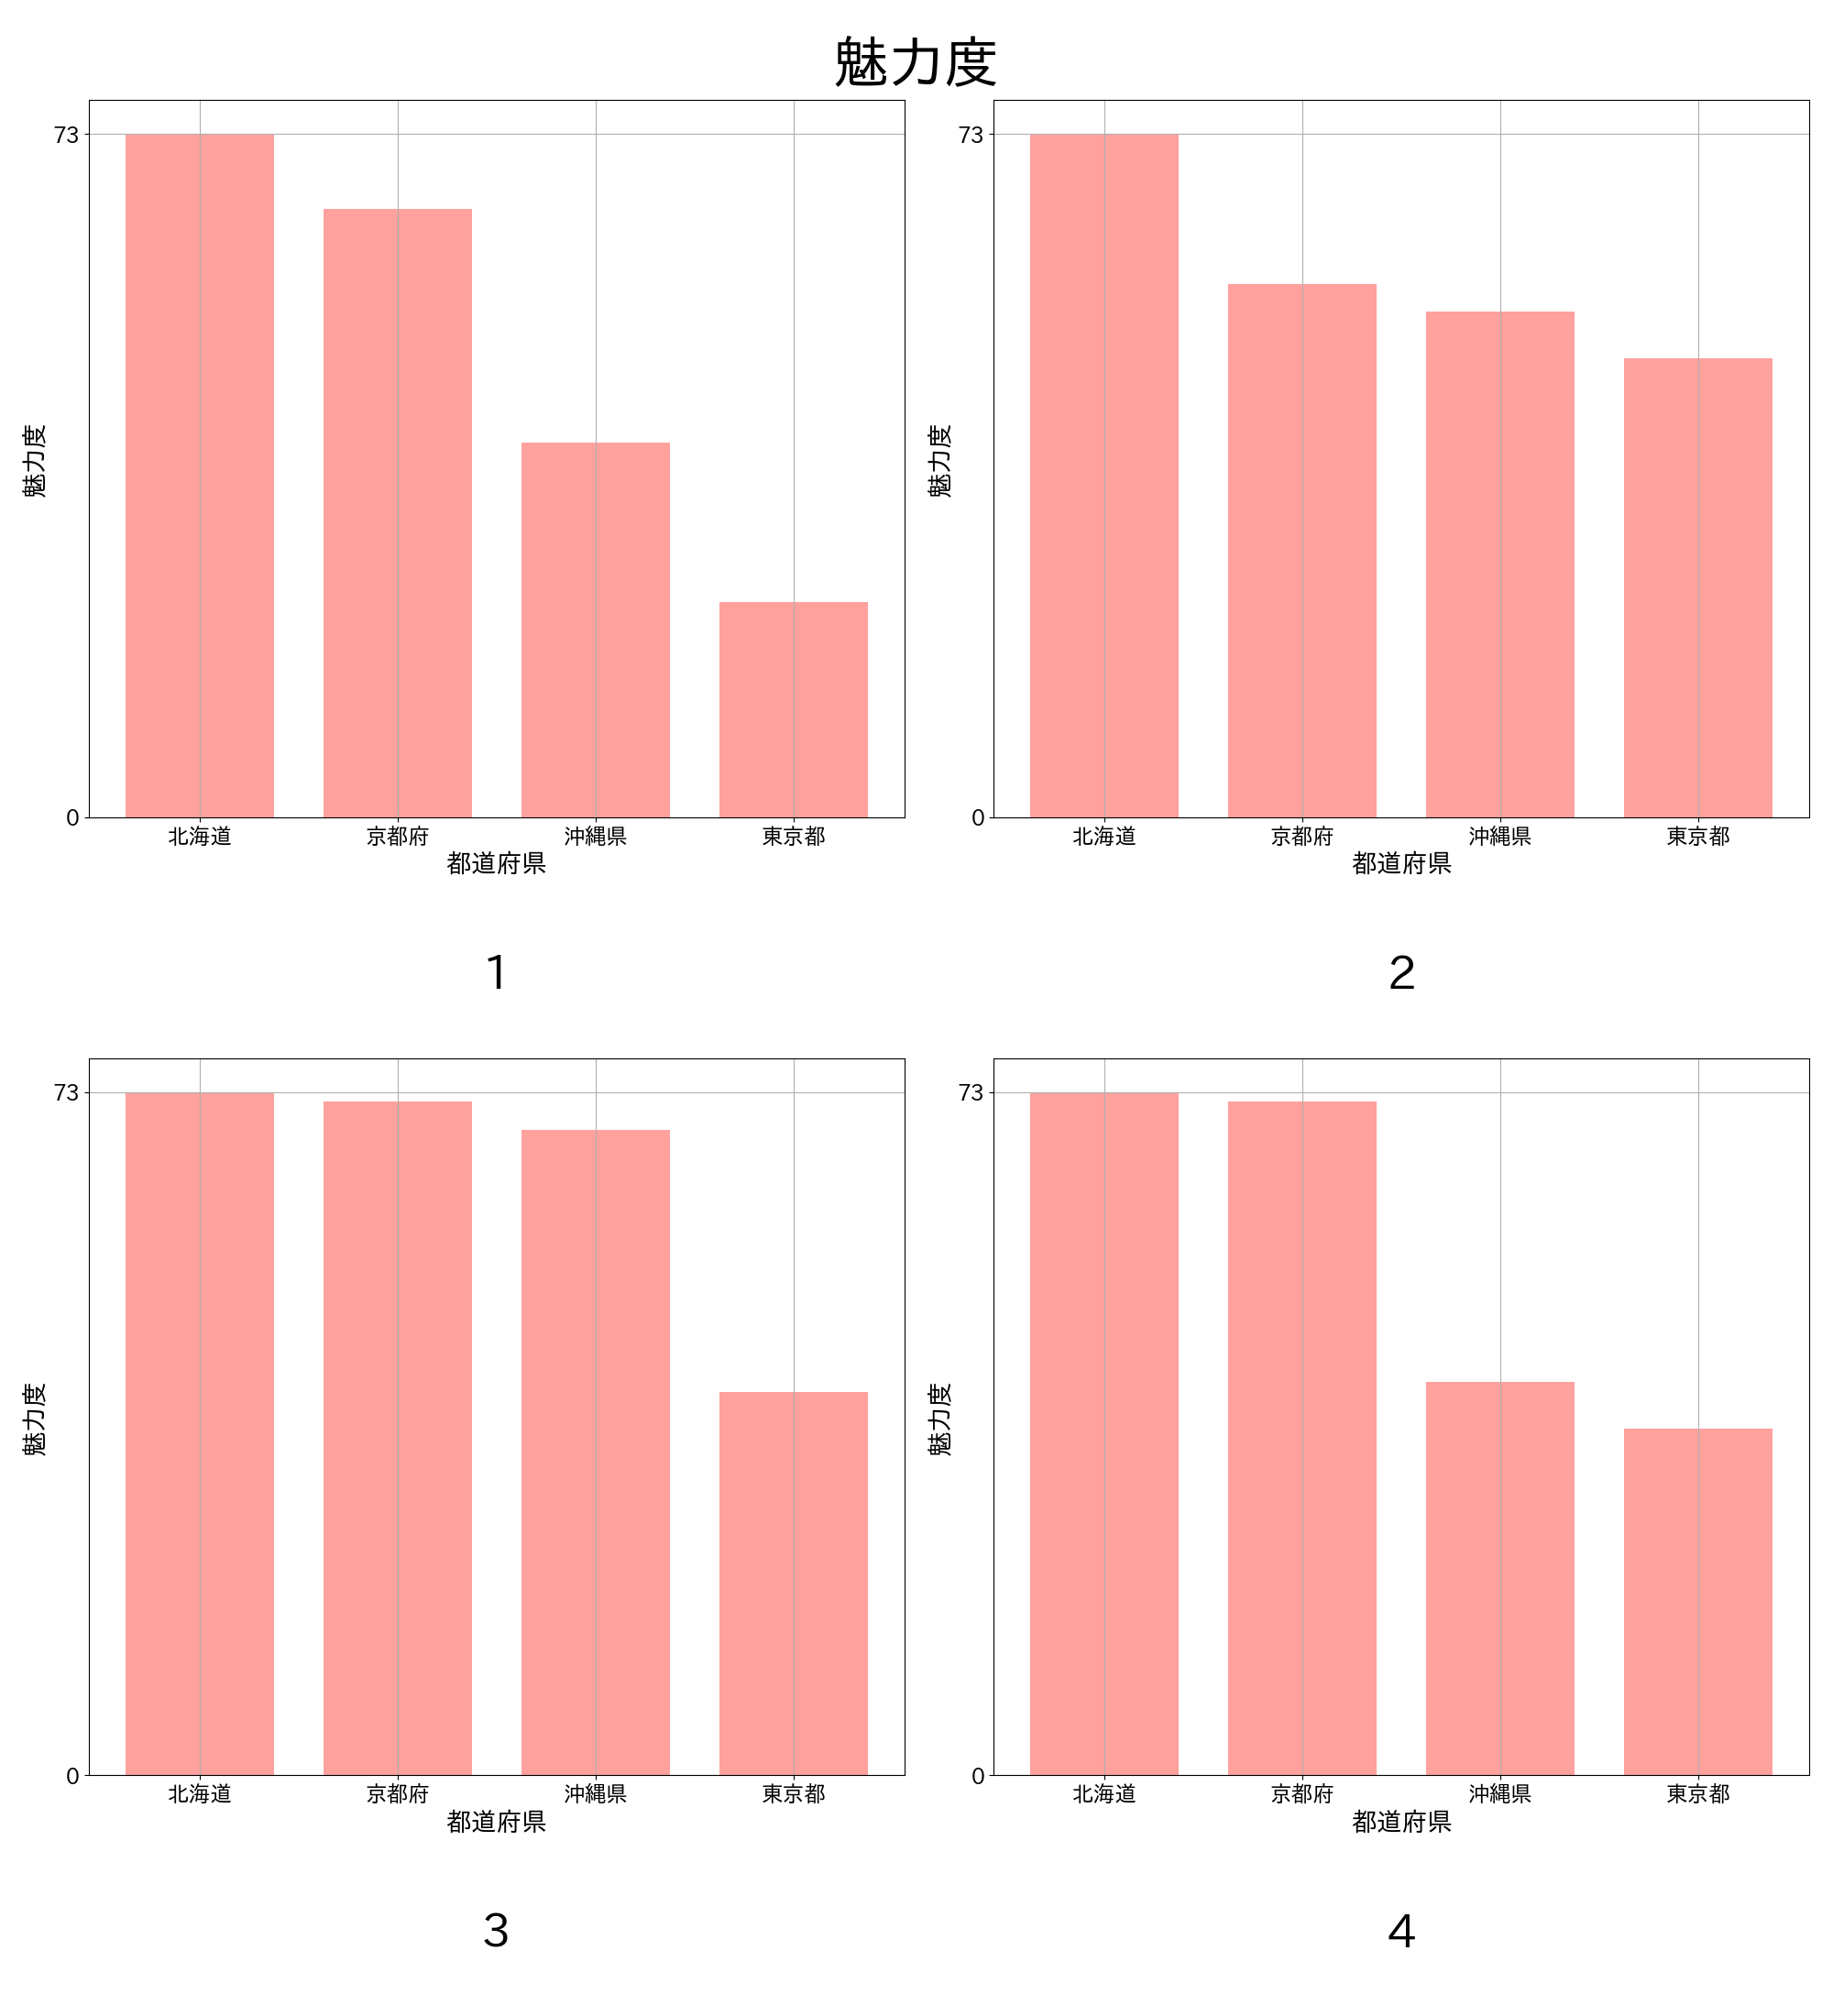 魅力度
73
0
魅力度
北海道 京都府 沖縄県 東京都
都道府県
1
73
0
魅力度
北海道 京都府 沖縄県 東京都
都道府県
2
73
0
魅力度
北海道 京都府 沖縄県 東京都
都道府県
3
73
0
魅力度
北海道 京都府 沖縄県 東京都
都道府県
4